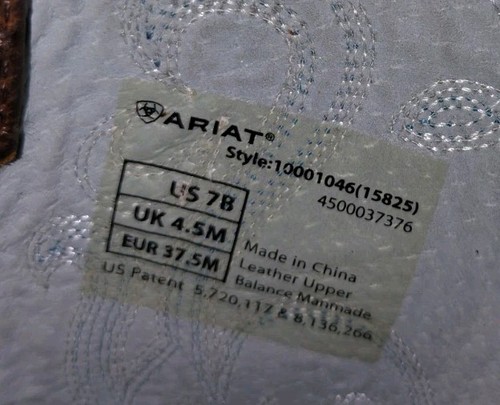 ARIAT®
Style:10001046(15825)
4500037376
US 7B
UK 4.5M
EUR 37.5M
Made in China
Leather Upper
Balance Manmade
US Patent 5,720,117 & 8,136,266